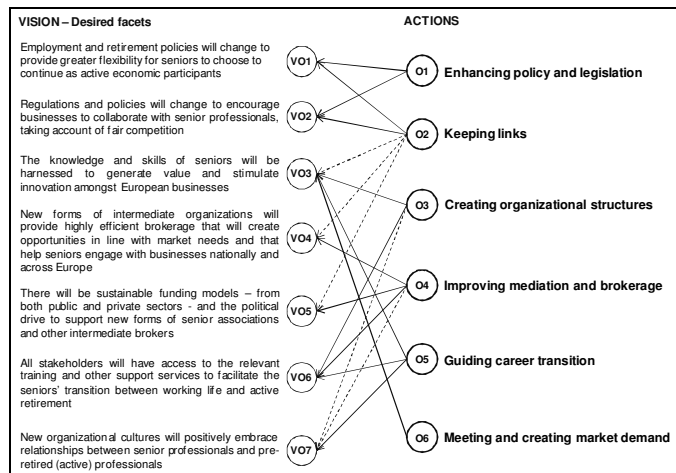 VISION – Desired facets
ACTIONS
Employment and retirement policies will change to
provide greater flexibility for seniors to choose to
continue as active economic participants
VO1
O1
Enhancing policy and legislation
Regulations and policies will change to encourage
businesses to collaborate with senior professionals,
taking account of fair competition
VO2
O2
Keeping links
The knowledge and skills of seniors will be
harnessed to generate value and stimulate
innovation amongst European businesses
VO3
O3
Creating organizational structures
New forms of intermediate organizations will
provide highly efficient brokerage that will create
opportunities in line with market needs and that
help seniors engage with businesses nationally and
across Europe
VO4
O4
Improving mediation and brokerage
There will be sustainable funding models – from
both public and private sectors - and the political
drive to support new forms of senior associations
and other intermediate brokers
VO5
O5
Guiding career transition
All stakeholders will have access to the relevant
training and other support services to facilitate the
seniors' transition between working life and active
retirement
VO6
O6
Meeting and creating market demand
New organizational cultures will positively embrace
relationships between senior professionals and pre-
retired (active) professionals
VO7